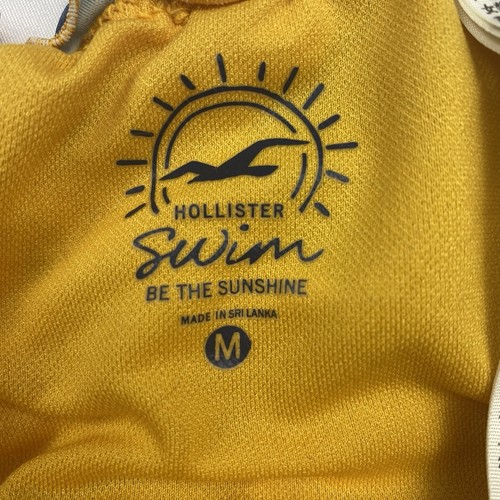 HOLLISTER
Swim
BE THE SUNSHINE
MADE IN SRI LANKA
M